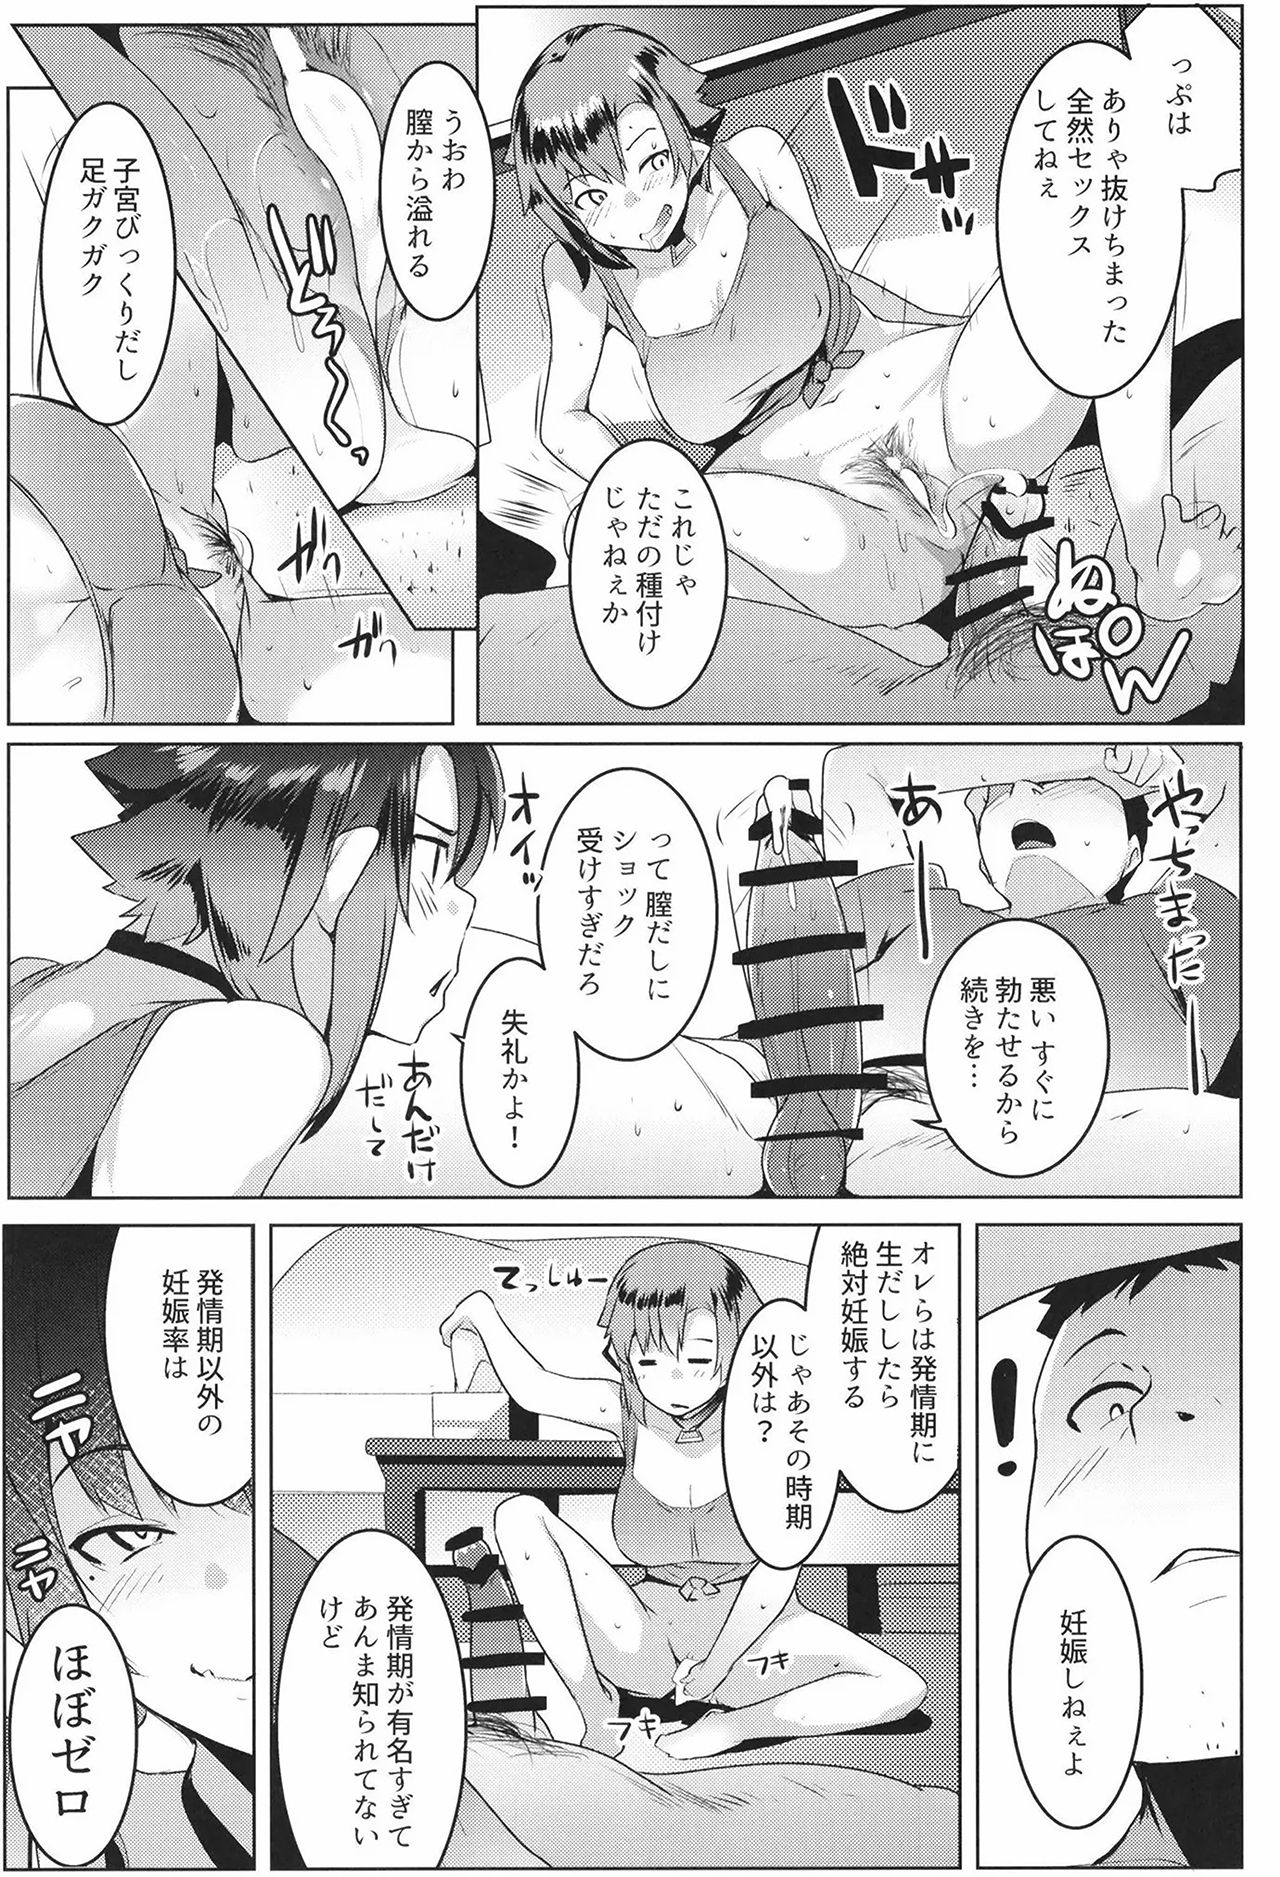 っぷは
ありゃ抜けちまった
全然セックス
してねぇ
ドドド
これじゃ
ただの種付け
じゃねぇか
ぬぽォW
うおわ
膣から溢れる
とろ〜っ
子宮びっくりだし
足ガクガク
ガッ
ガッ
やっちまったー
あーー
悪いすぐに
勃たせるから
続きを…
って膣だしに
ショック
受けすぎだろ
オイッ
失礼かよ！
あんだけ
だして
妊娠しねぇよ
！
オレらは発情期に
生だししたら
絶対妊娠する
じゃあその時期
以外は？
てぃっしゅー
フキ
フキ
発情期が有名すぎて
あんま知られてない
けど
発情期以外の
妊娠率は
ニヤ
ニヤ
ほぼゼロ